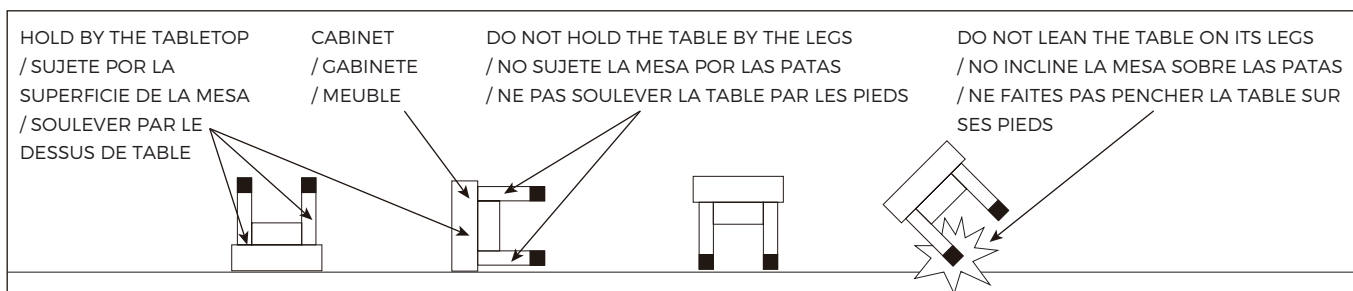 HOLD BY THE TABLETOP
/ SUJETE POR LA
SUPERFICIE DE LA MESA
/ SOULEVER PAR LE
DESSUS DE TABLE
CABINET
/ GABINETE
/ MEUBLE
DO NOT HOLD THE TABLE BY THE LEGS
/ NO SUJETE LA MESA POR LAS PATAS
/ NE PAS SOULEVER LA TABLE PAR LES PIEDS
DO NOT LEAN THE TABLE ON ITS LEGS
/ NO INCLINE LA MESA SOBRE LAS PATAS
/ NE FAITES PAS PENCHER LA TABLE SUR
SES PIEDS